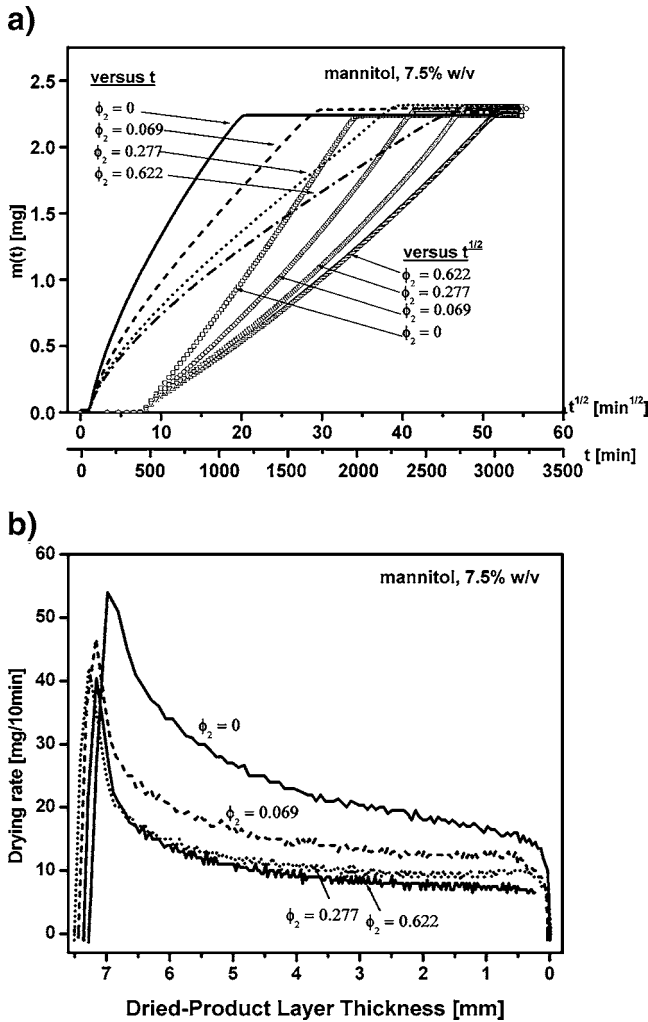 a)
mannitol, 7.5% w/v
versus t
ϕ2 = 0
ϕ2 = 0.069
ϕ2 = 0.277
ϕ2 = 0.622
versus t^1/2
ϕ2 = 0.622
ϕ2 = 0.277
ϕ2 = 0.069
ϕ2 = 0
m(t) [mg]
2.5
2.0
1.5
1.0
0.5
0.0
0 10 20 30 40 50 60
t^1/2 [min^1/2]
0 500 1000 1500 2000 2500 3000 3500
t [min]
b)
mannitol, 7.5% w/v
Drying rate [mg/10min]
60
50
40
30
20
10
0
ϕ2 = 0
ϕ2 = 0.069
ϕ2 = 0.277
ϕ2 = 0.622
7 6 5 4 3 2 1 0
Dried-Product Layer Thickness [mm]